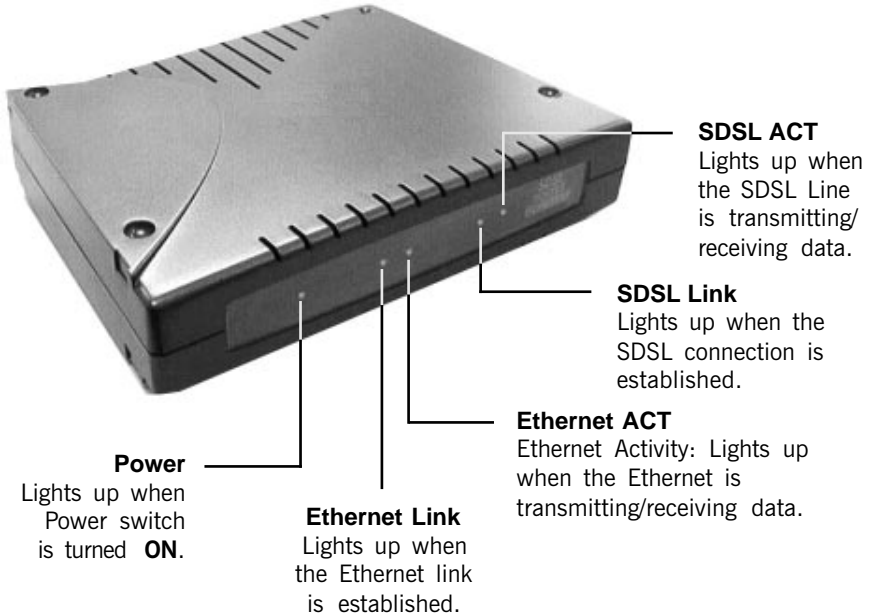 SDSL ACT
Lights up when
the SDSL Line
is transmitting/
receiving data.
SDSL Link
Lights up when the
SDSL connection is
established.
Ethernet ACT
Ethernet Activity: Lights up
when the Ethernet is
transmitting/receiving data.
Power
Lights up when
Power switch
is turned ON.
Ethernet Link
Lights up when
the Ethernet link
is established.